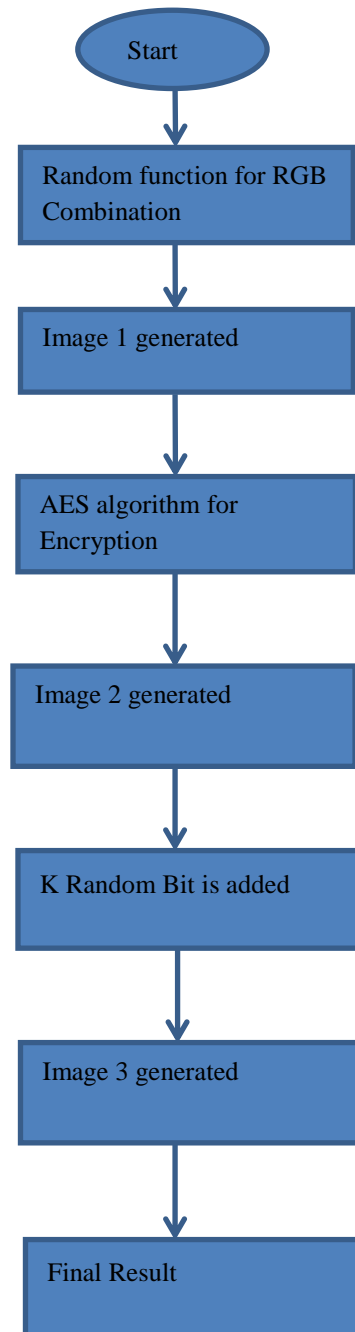 Start
Random function for RGB
Combination
Image 1 generated
AES algorithm for
Encryption
Image 2 generated
K Random Bit is added
Image 3 generated
Final Result